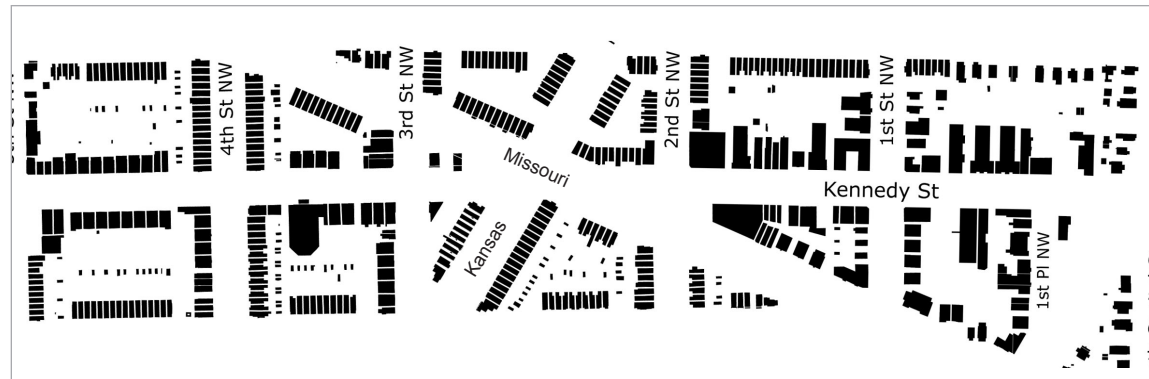 4th St NW
3rd St NW
2nd St NW
1st St NW
Missouri
Kennedy St
Kansas
1st Pl NW